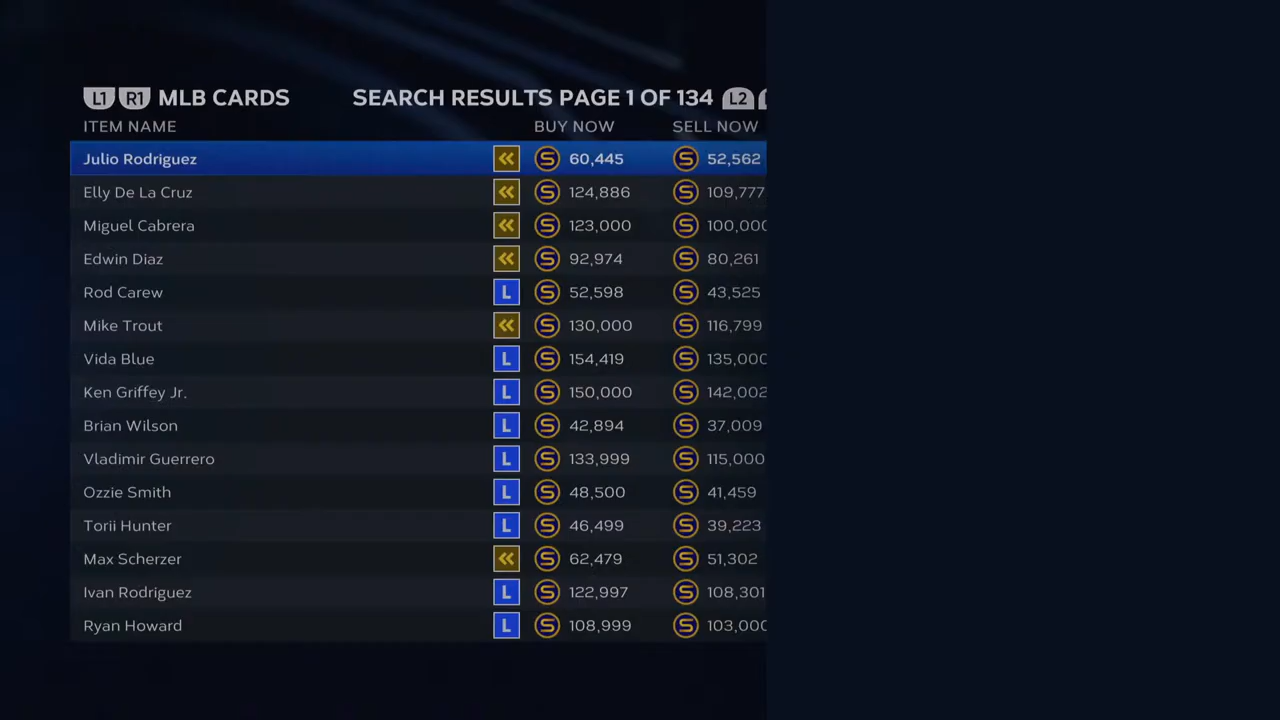 L1 R1 MLB CARDS SEARCH RESULTS PAGE 1 OF 134 L2
ITEM NAME BUY NOW SELL NOW
Julio Rodriguez S 60,445 S 52,562
Elly De La Cruz S 124,886 S 109,777
Miguel Cabrera S 123,000 S 100,000
Edwin Diaz S 92,974 S 80,261
Rod Carew L S 52,598 S 43,525
Mike Trout S 130,000 S 116,799
Vida Blue L S 154,419 S 135,000
Ken Griffey Jr. L S 150,000 S 142,002
Brian Wilson L S 42,894 S 37,009
Vladimir Guerrero L S 133,999 S 115,000
Ozzie Smith L S 48,500 S 41,459
Torii Hunter L S 46,499 S 39,223
Max Scherzer S 62,479 S 51,302
Ivan Rodriguez L S 122,997 S 108,301
Ryan Howard L S 108,999 S 103,000